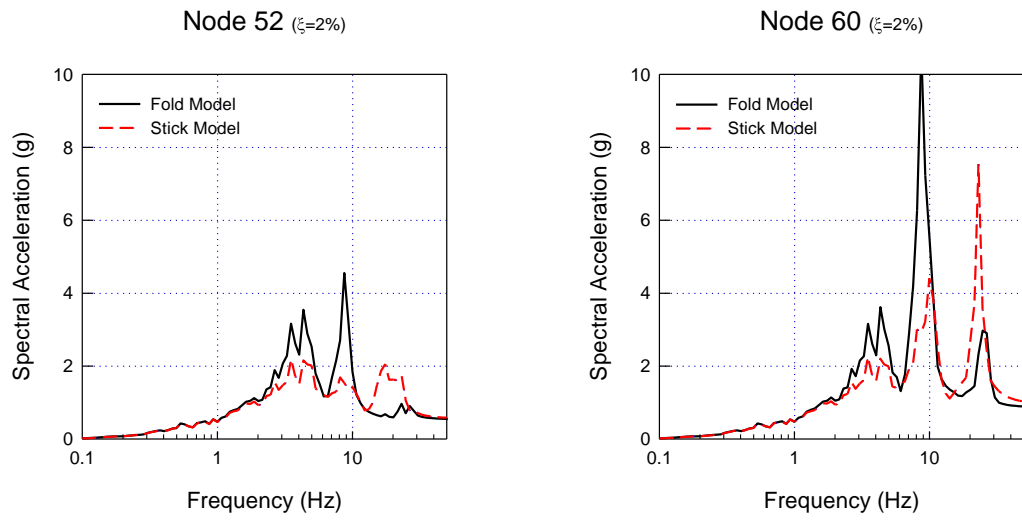 Node 52 (ξ=2%)
10
8
6
4
2
0
Spectral Acceleration (g)
Fold Model
Stick Model
0.1
1
10
Frequency (Hz)
Node 60 (ξ=2%)
10
8
6
4
2
0
Spectral Acceleration (g)
Fold Model
Stick Model
0.1
1
10
Frequency (Hz)